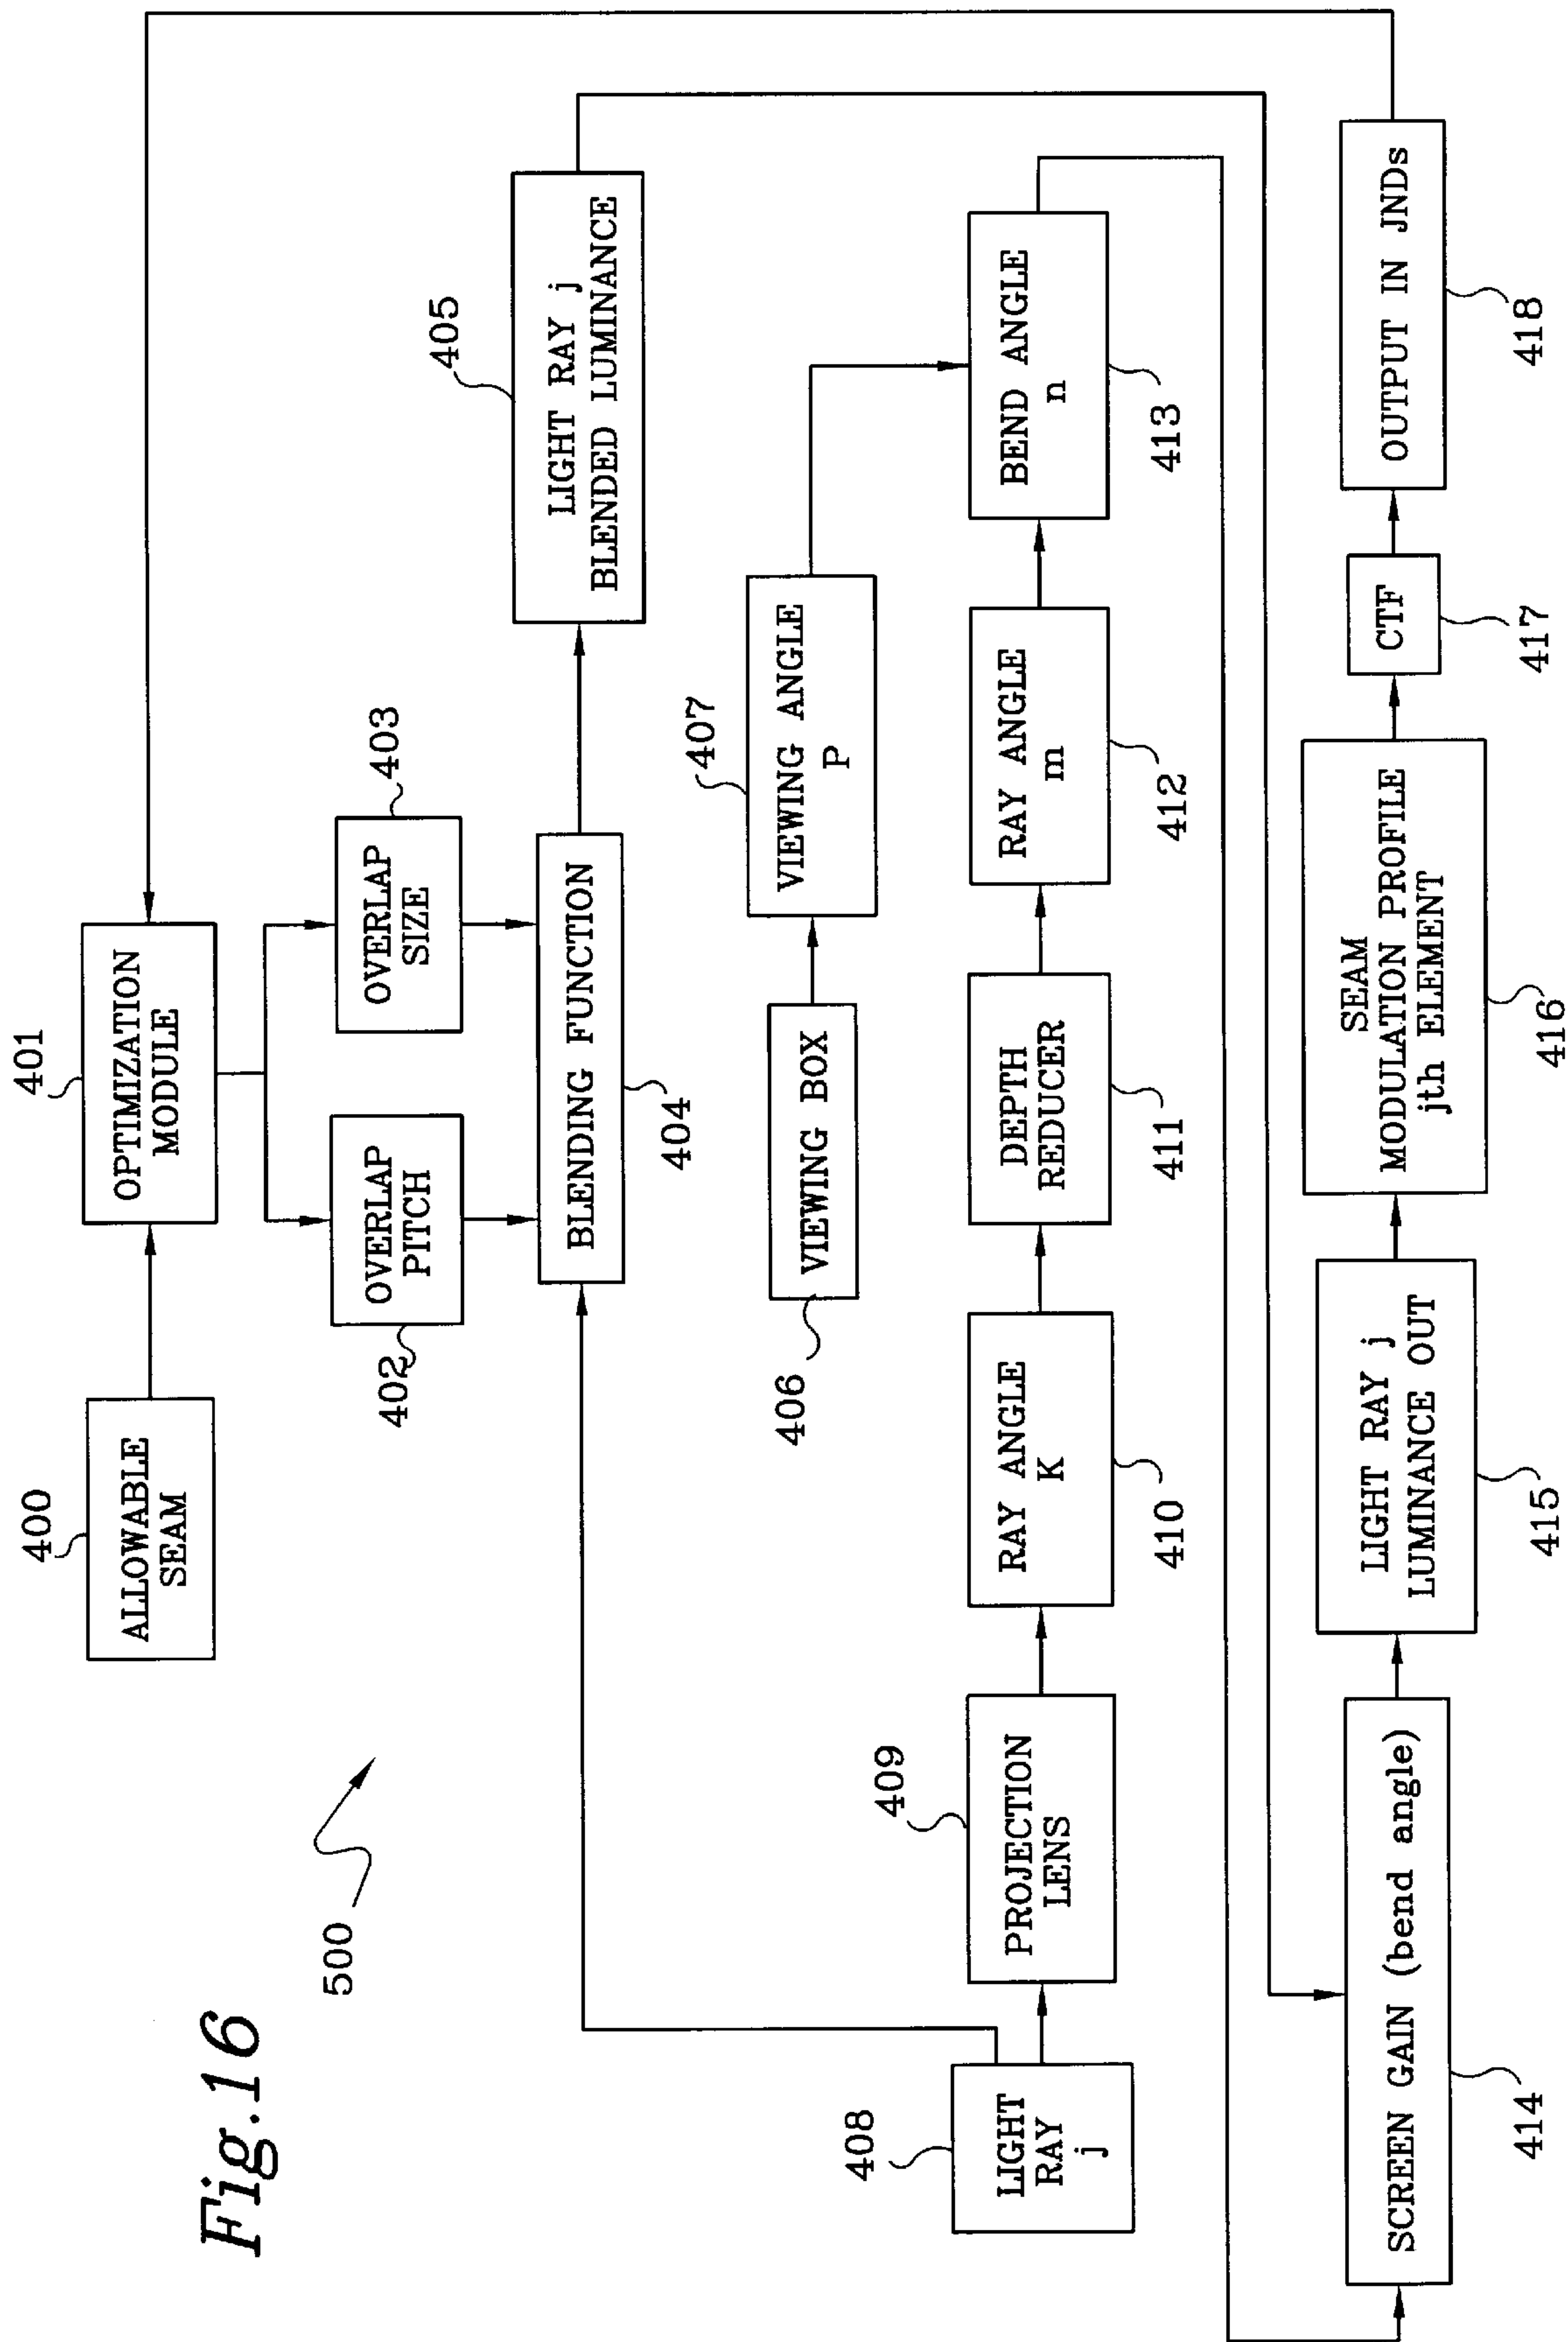 Fig.16
500
400
ALLOWABLE
SEAM
401
OPTIMIZATION
MODULE
402
OVERLAP
PITCH
403
OVERLAP
SIZE
BLENDING FUNCTION
404
405
LIGHT RAY j
BLENDED LUMINANCE
VIEWING BOX
406
407
VIEWING ANGLE
P
408
LIGHT
RAY
j
409
PROJECTION
LENS
RAY ANGLE
K
410
DEPTH
REDUCER
411
RAY ANGLE
m
412
BEND ANGLE
n
413
SCREEN GAIN (bend angle)
414
LIGHT RAY j
LUMINANCE OUT
415
SEAM
MODULATION PROFILE
jth ELEMENT
416
CTF
417
OUTPUT IN JNDs
418